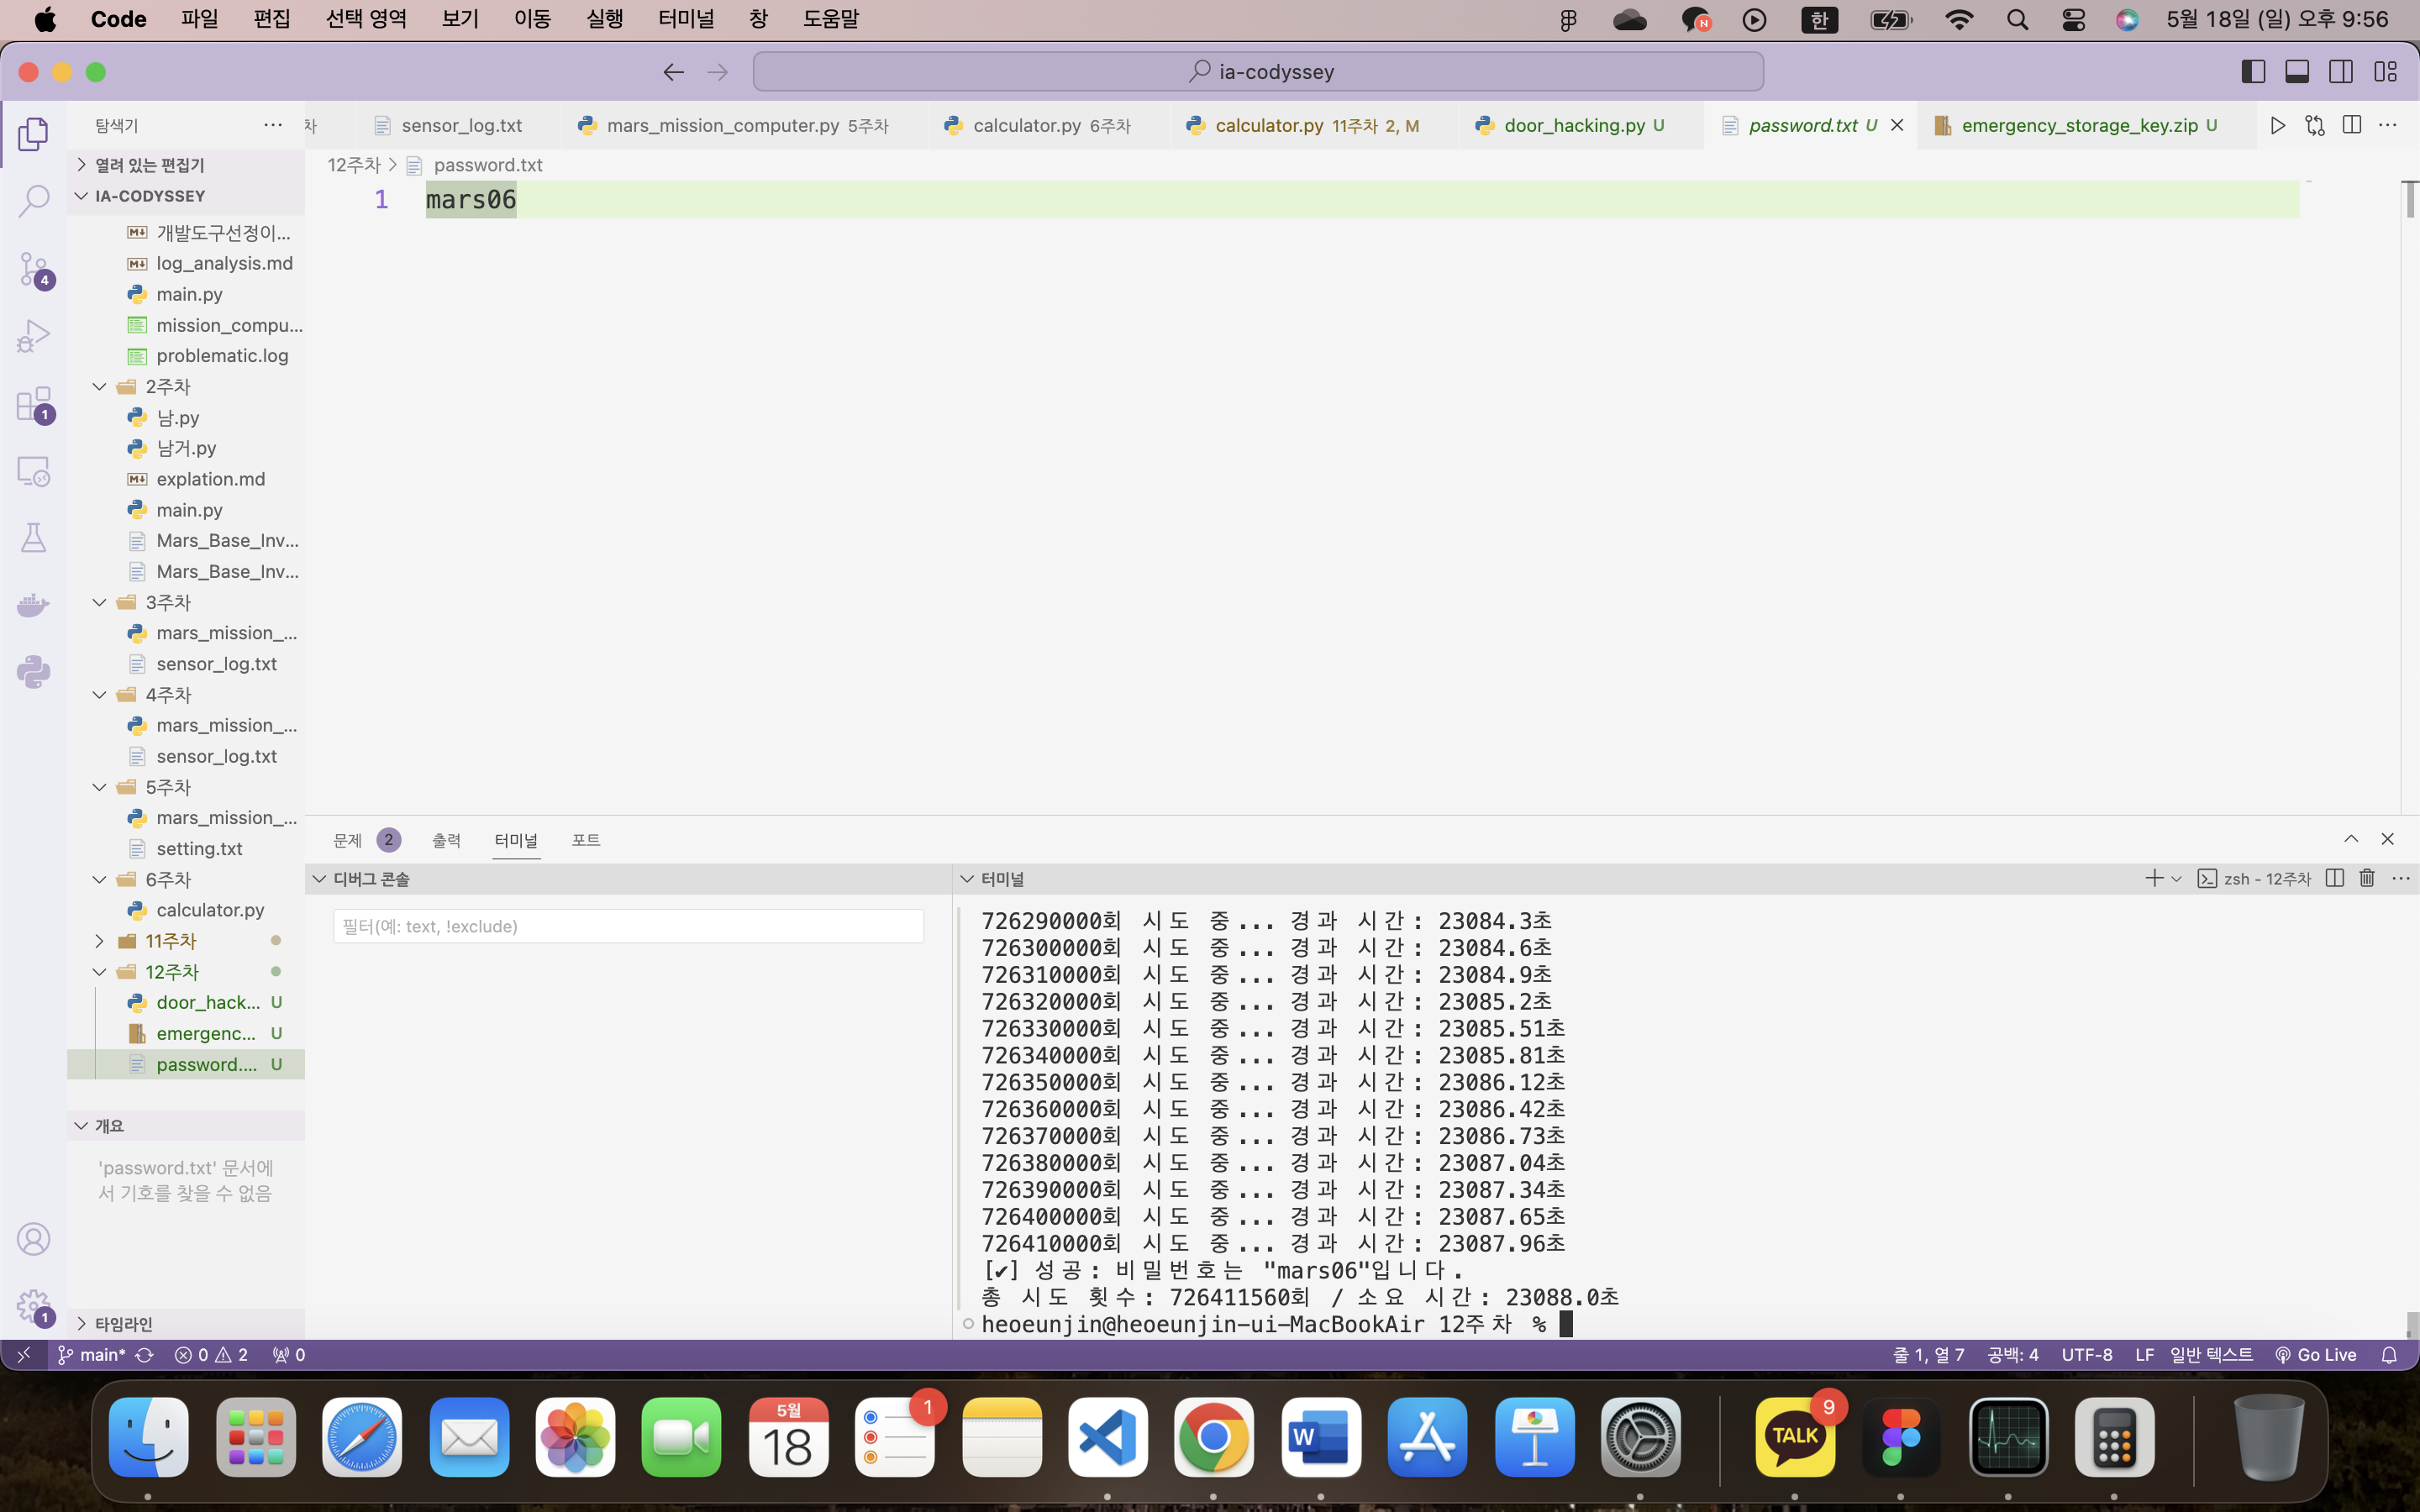 Code 파일 편집 선택 영역 보기 이동 실행 터미널 창 도움말 한 5월 18일 (일) 오후 9:56
ia-codyssey
탐색기
차 sensor_log.txt mars_mission_computer.py 5주차 calculator.py 6주차 calculator.py 11주차 2, M door_hacking.py U password.txt U emergency_storage_key.zip U
12주차 > password.txt
1 mars06
열려 있는 편집기
IA-CODYSSEY
개발도구선정이...
log_analysis.md
main.py
mission_compu...
problematic.log
2주차
남.py
남거.py
explation.md
main.py
Mars_Base_Inv...
Mars_Base_Inv...
3주차
mars_mission_...
sensor_log.txt
4주차
mars_mission_...
sensor_log.txt
5주차
mars_mission_...
setting.txt
6주차
calculator.py
11주차
12주차
door_hack... U
emergenc... U
password.... U
개요
'password.txt' 문서에
서 기호를 찾을 수 없음
타임라인
4
1
1
문제 2 출력 터미널 포트
디버그 콘솔
필터(예: text, !exclude)
터미널 zsh - 12주차
726290000회 시도 중... 경과 시간: 23084.3초
726300000회 시도 중... 경과 시간: 23084.6초
726310000회 시도 중... 경과 시간: 23084.9초
726320000회 시도 중... 경과 시간: 23085.2초
726330000회 시도 중... 경과 시간: 23085.51초
726340000회 시도 중... 경과 시간: 23085.81초
726350000회 시도 중... 경과 시간: 23086.12초
726360000회 시도 중... 경과 시간: 23086.42초
726370000회 시도 중... 경과 시간: 23086.73초
726380000회 시도 중... 경과 시간: 23087.04초
726390000회 시도 중... 경과 시간: 23087.34초
726400000회 시도 중... 경과 시간: 23087.65초
726410000회 시도 중... 경과 시간: 23087.96초
[✔] 성공: 비밀번호는 "mars06"입니다.
총 시도 횟수: 726411560회 / 소요 시간: 23088.0초
heoeunjin@heoeunjin-ui-MacBookAir 12주차 %
main* 0 2 0 줄 1, 열 7 공백: 4 UTF-8 LF 일반 텍스트 Go Live
5월
18
1
W
TALK
9